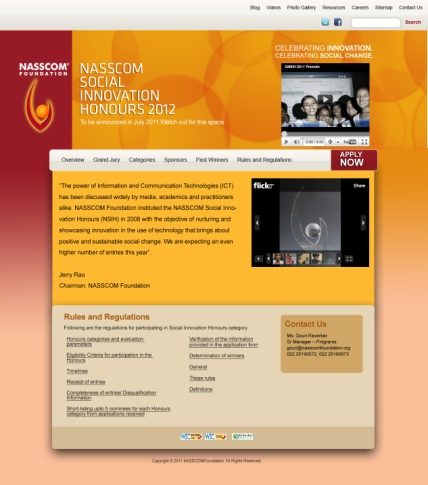 Blog Videos Photo Gallery Resources Careers Sitemap Contact Us
Search
NASSCOM®
FOUNDATION
NASSCOM
SOCIAL
INNOVATION
HONOURS 2012
To be announced in July 2011.Watch out for this space
CELEBRATING INNOVATION.
CELEBRATING SOCIAL CHANGE.
Overview Grand Jury Categories Sponsors Past Winners Rules and Regulations
APPLY
NOW
“The power of Information and Communication Technologies (ICT)
has been discussed widely by media, academics and practitioners
alike. NASSCOM Foundation instituted the NASSCOM Social Inno-
vation Honours (NSIH) in 2008 with the objective of nurturing and
showcasing innovation in the use of technology that brings about
positive and sustainable social change. We are expecting an even
higher number of entries this year”.
Jerry Rao
Chairman, NASSCOM Foundation
flickr
Share
Rules and Regulations
Following are the regulations for participating in Social Innovation Honours category.
Honours categories and evaluation
parameters
Eligibility Criteria for participation in the
Honours
Timelines
Receipt of entries
Completeness of entries/ Disqualification
Information
Short-listing upto 5 nominees for each Honours
category from applications received
Verification of the information
provided in the application form
Determination of winners
General
These rules
Definitions
Contact Us
Ms. Gouri Reverker
Sr Manager – Programs
gouri@nasscomfoundation.org
Copyright © 2011 NASSCOMFoundation. All Rights Reserved.